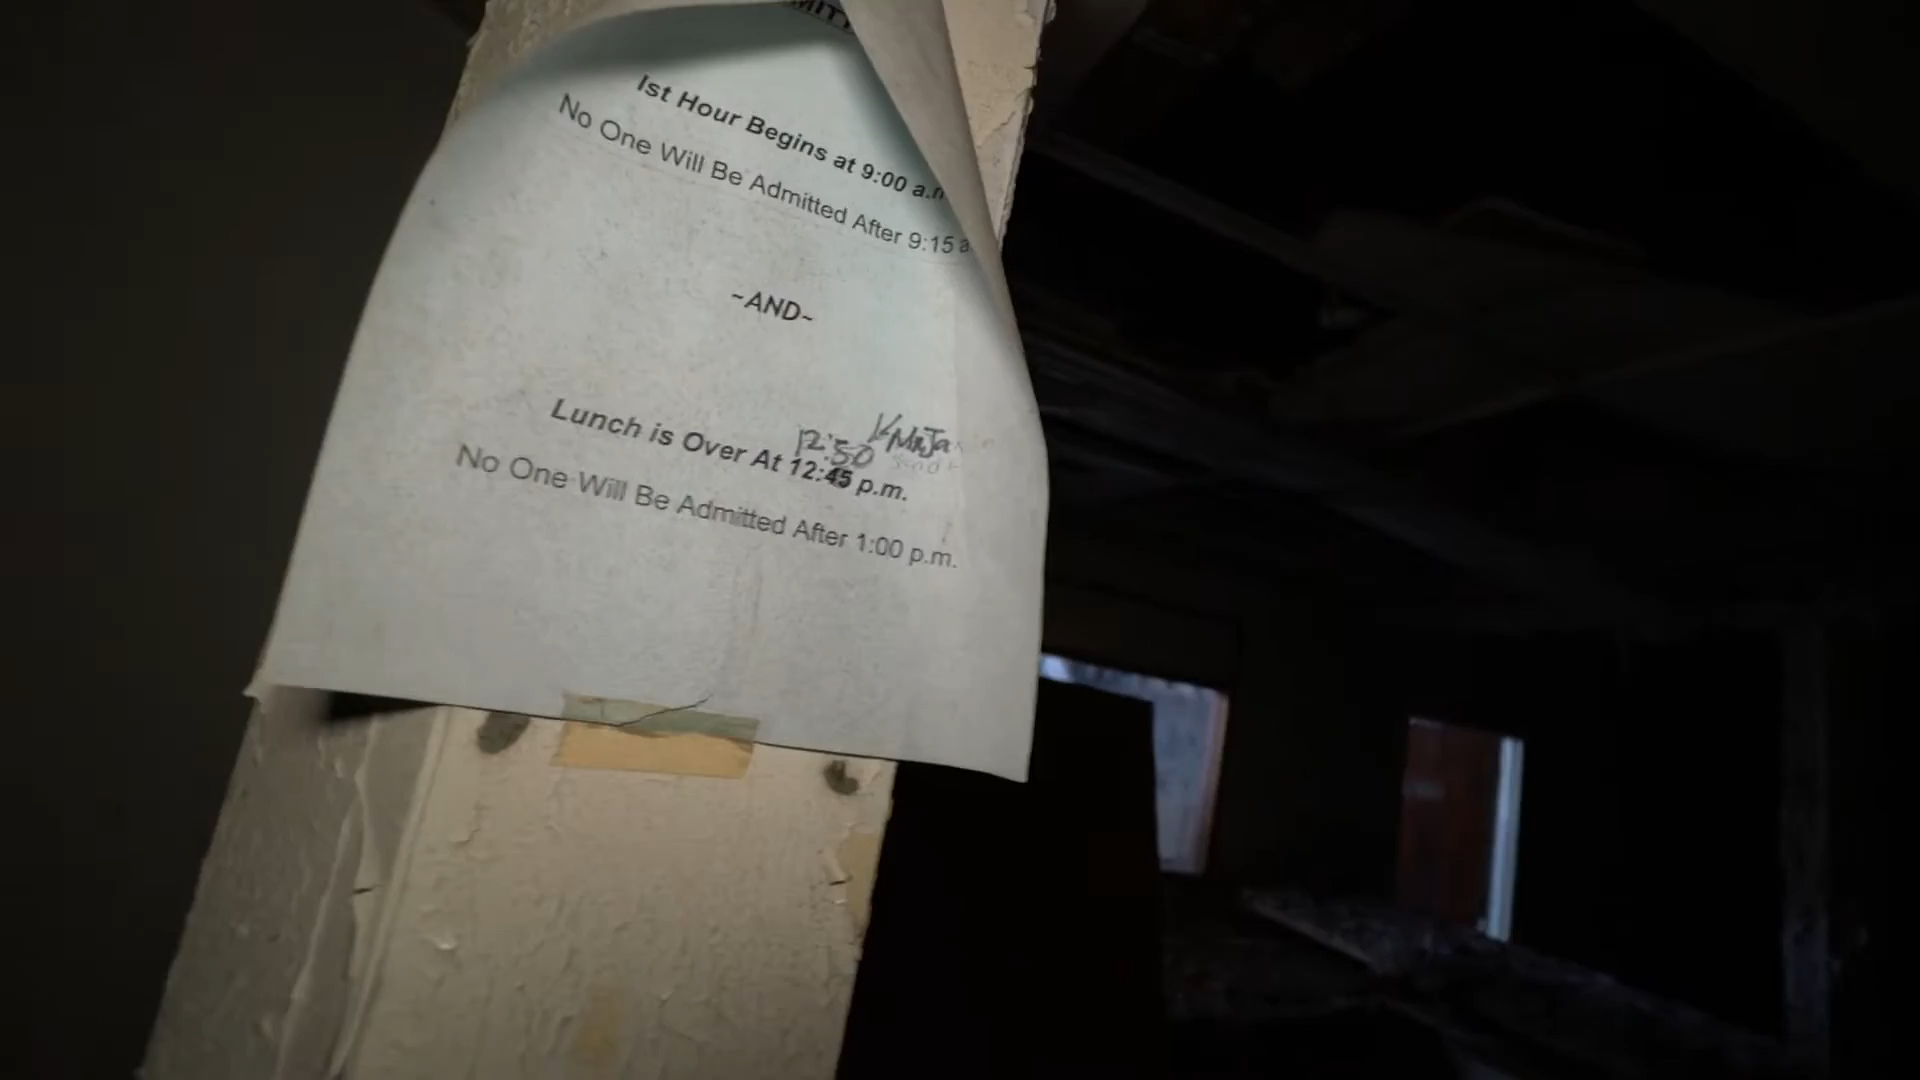 1st Hour Begins at 9:00 a.
No One Will Be Admitted After 9:15 a
~AND~
12:50
Lunch is Over At 12:45 p.m.
No One Will Be Admitted After 1:00 p.m.